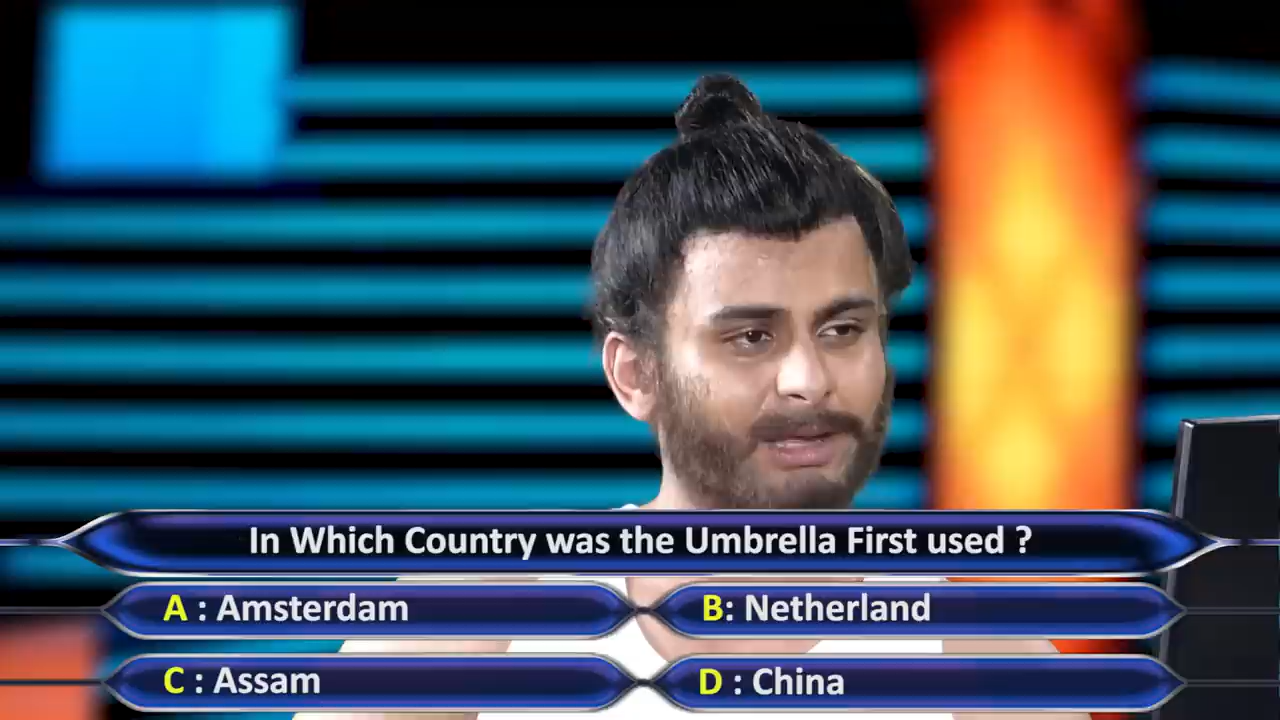 In Which Country was the Umbrella First used ?
A : Amsterdam
B: Netherland
C : Assam
D : China